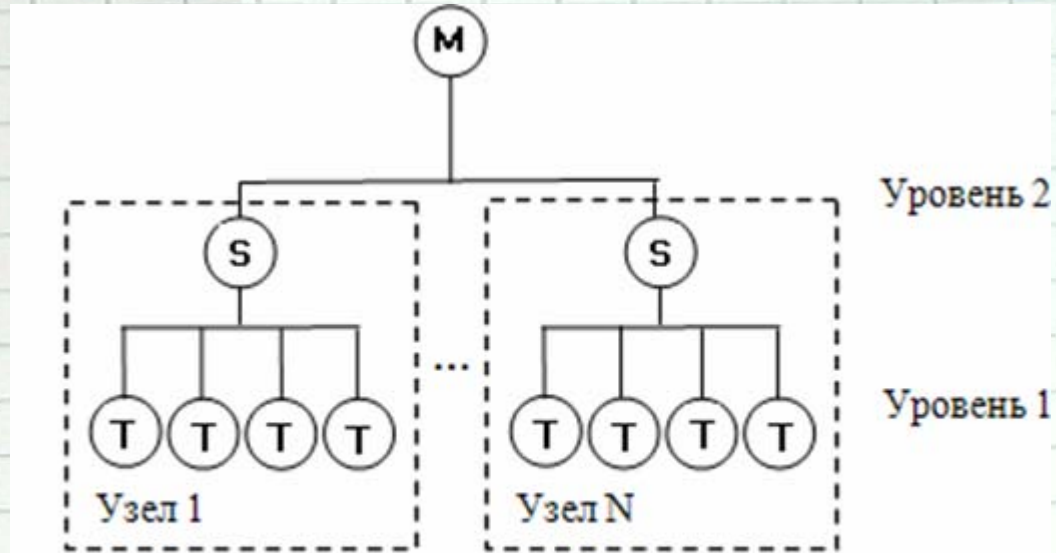 M
Уровень 2
S S
...
T T T T T T T T
Уровень 1
Узел 1 Узел N